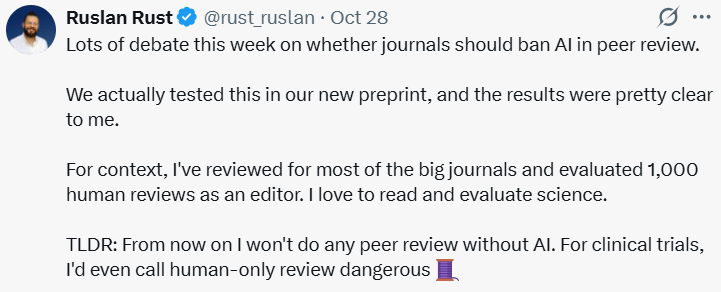 Ruslan Rust @rust_ruslan · Oct 28
Lots of debate this week on whether journals should ban AI in peer review.
We actually tested this in our new preprint, and the results were pretty clear
to me.
For context, I've reviewed for most of the big journals and evaluated 1,000
human reviews as an editor. I love to read and evaluate science.
TLDR: From now on I won't do any peer review without AI. For clinical trials,
I'd even call human-only review dangerous 🧵